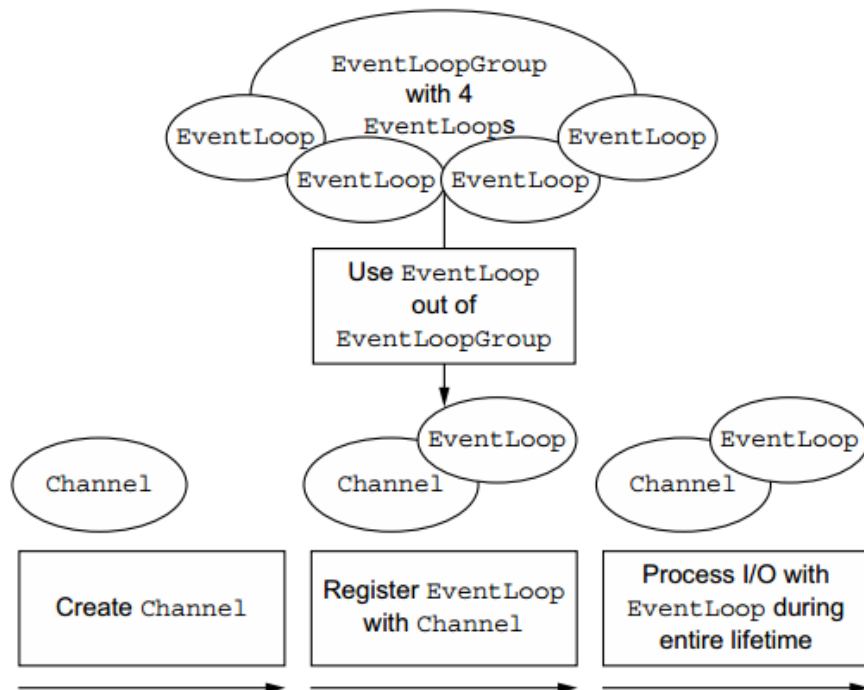 EventLoopGroup
with 4
EventLoops
EventLoop
EventLoop
EventLoop
EventLoop
Use EventLoop
out of
EventLoopGroup
EventLoop
EventLoop
Channel
Channel
Channel
Create Channel
Register EventLoop
with Channel
Process I/O with
EventLoop during
entire lifetime